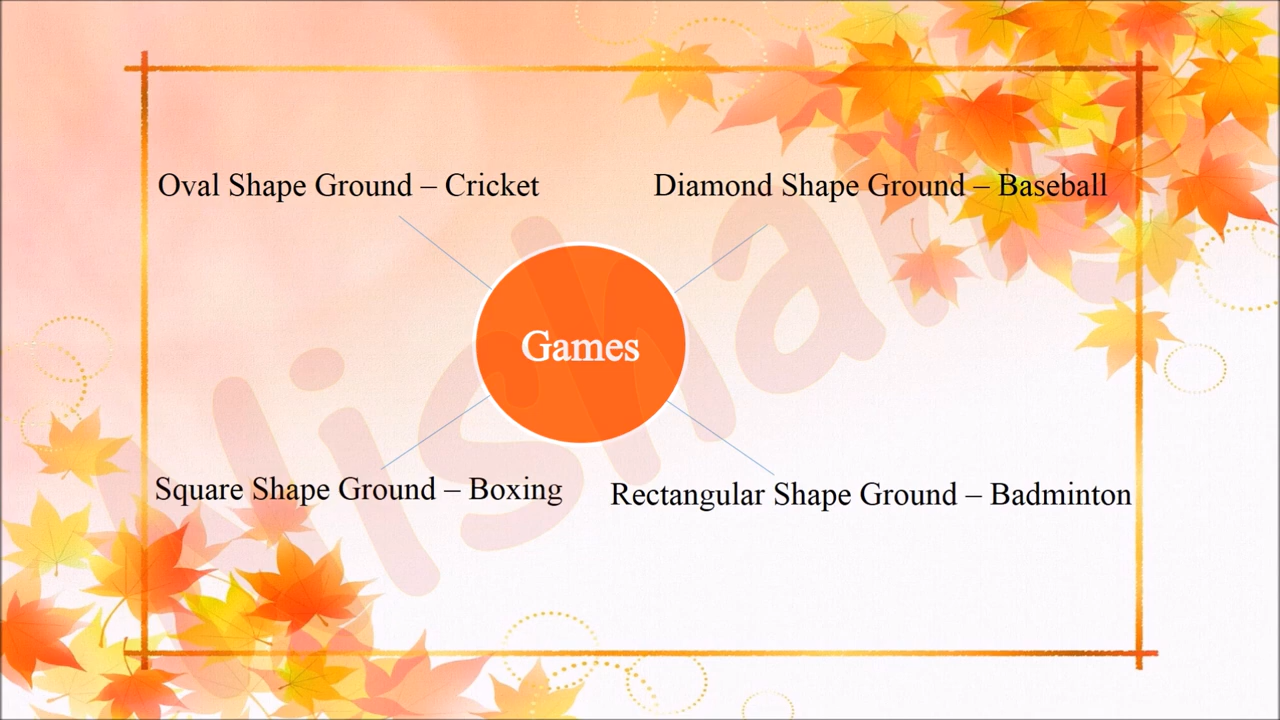 Oval Shape Ground – Cricket
Diamond Shape Ground – Baseball
Games
Square Shape Ground – Boxing
Rectangular Shape Ground – Badminton